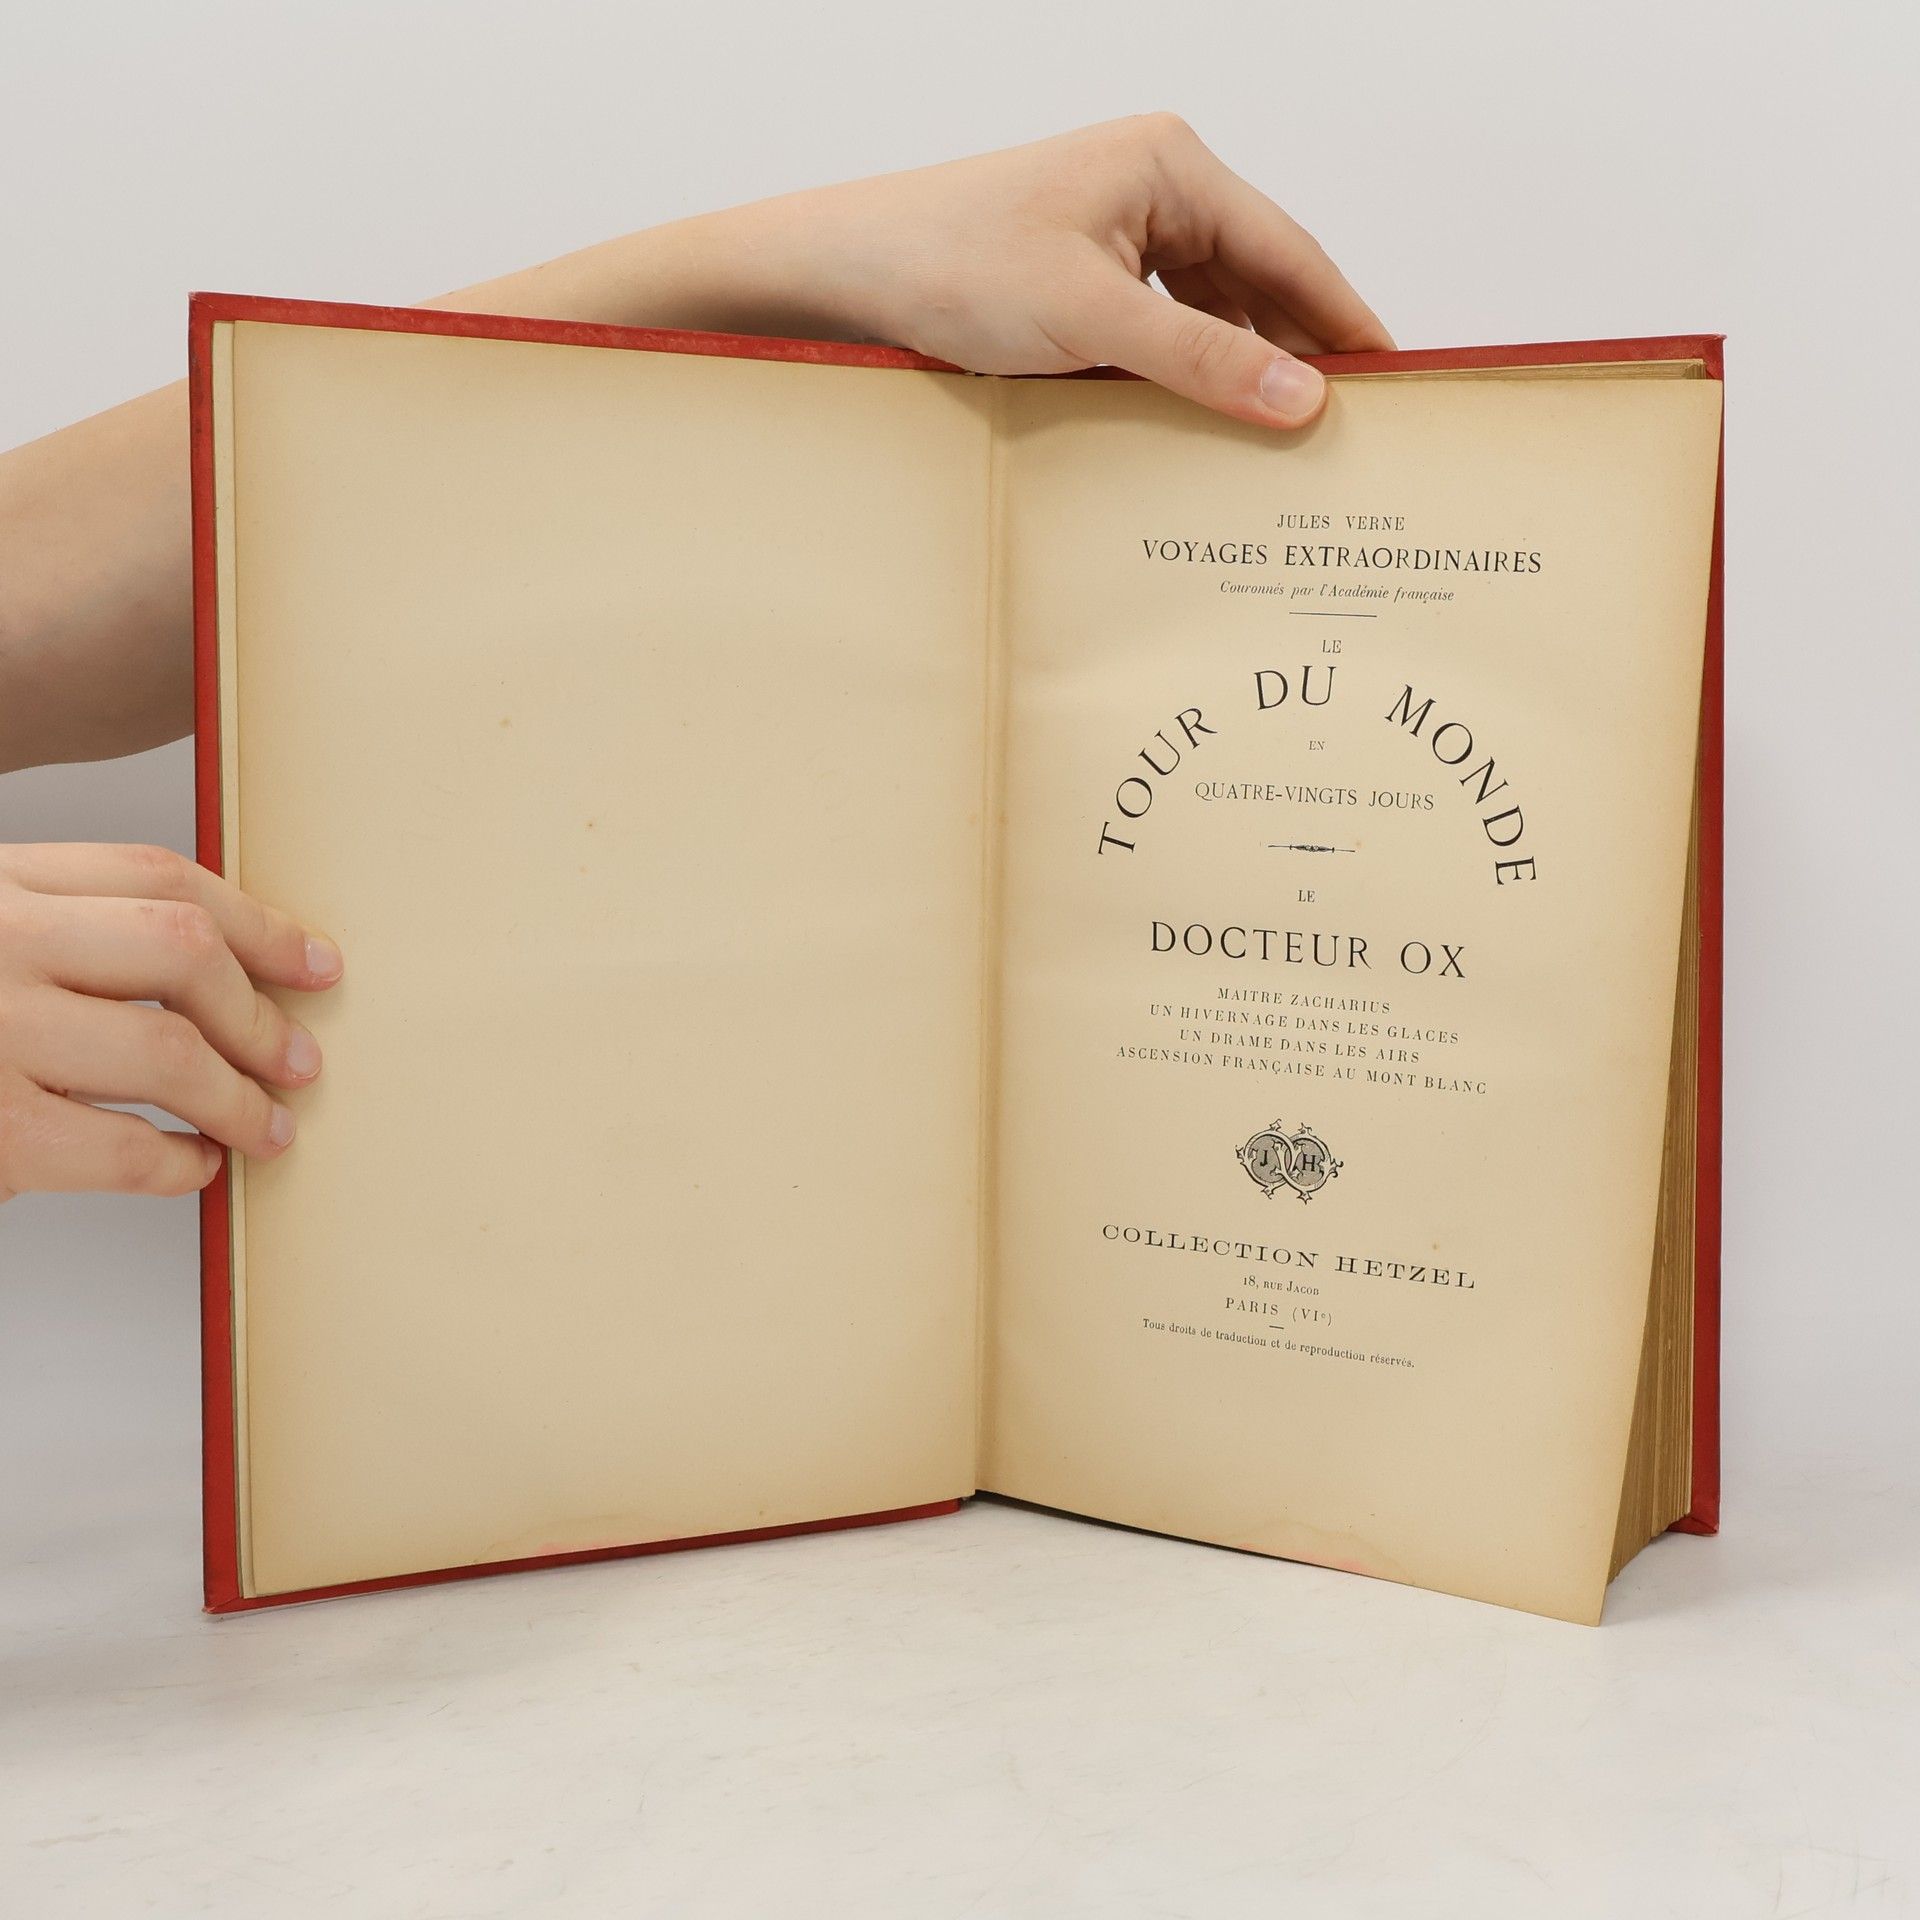 JULES VERNE
VOYAGES EXTRAORDINAIRES
Couronnés par l'Académie française
LE
TOUR DU MONDE
EN
QUATRE-VINGTS JOURS
LE
DOCTEUR OX
MAITRE ZACHARIUS
UN HIVERNAGE DANS LES GLACES
UN DRAME DANS LES AIRS
ASCENSION FRANÇAISE AU MONT BLANC
J H
COLLECTION HETZEL
18, RUE JACOB
PARIS (VIe)
Tous droits de traduction et de reproduction réservés.